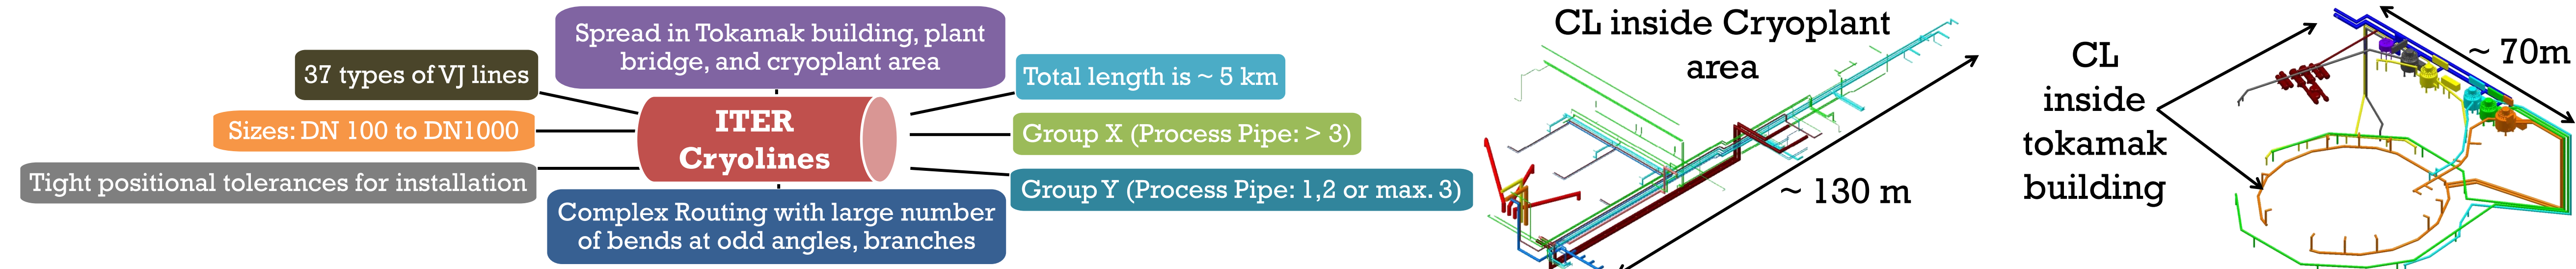 37 types of VJ lines
Sizes: DN 100 to DN1000
Tight positional tolerances for installation
Spread in Tokamak building, plant
bridge, and cryoplant area
ITER
Cryolines
Complex Routing with large number
of bends at odd angles, branches
Total length is ~ 5 km
Group X (Process Pipe: > 3)
Group Y (Process Pipe: 1,2 or max. 3)
CL inside Cryoplant
area
~ 130 m
CL
inside
tokamak
building
~ 70m